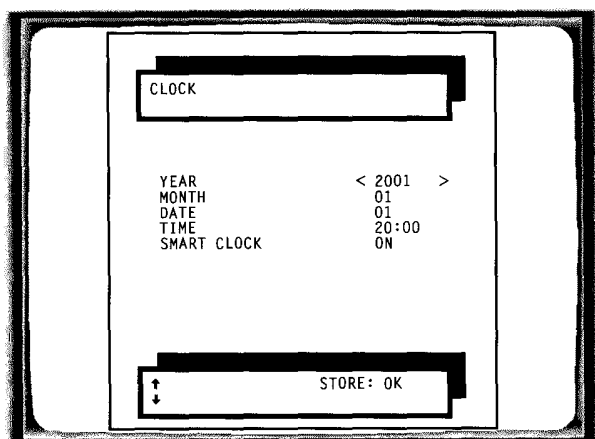 CLOCK
YEAR < 2001 >
MONTH 01
DATE 01
TIME 20:00
SMART CLOCK ON
↑ STORE: OK
↓